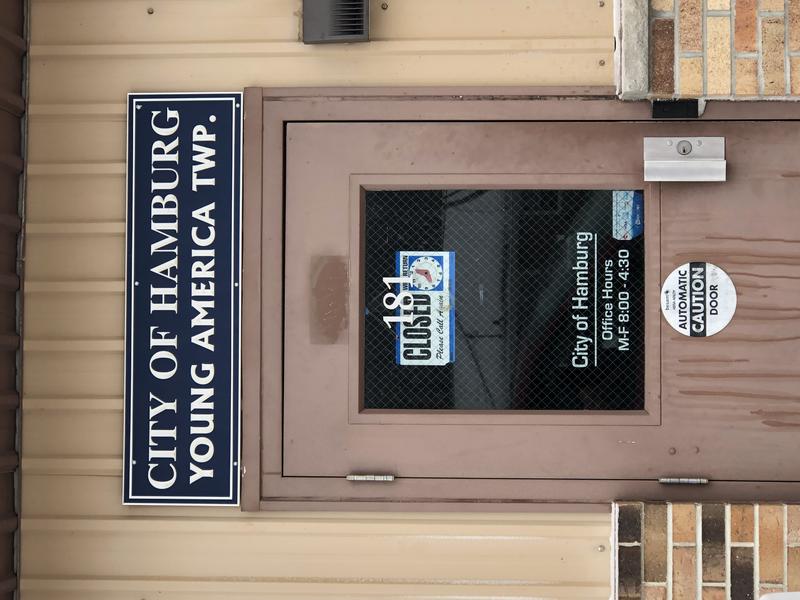 CITY OF HAMBURG
YOUNG AMERICA TWP.
181
CLOSED
Please Call Again
City of Hamburg
Office Hours
M-F 8:00 - 4:30
AUTOMATIC
CAUTION
DOOR